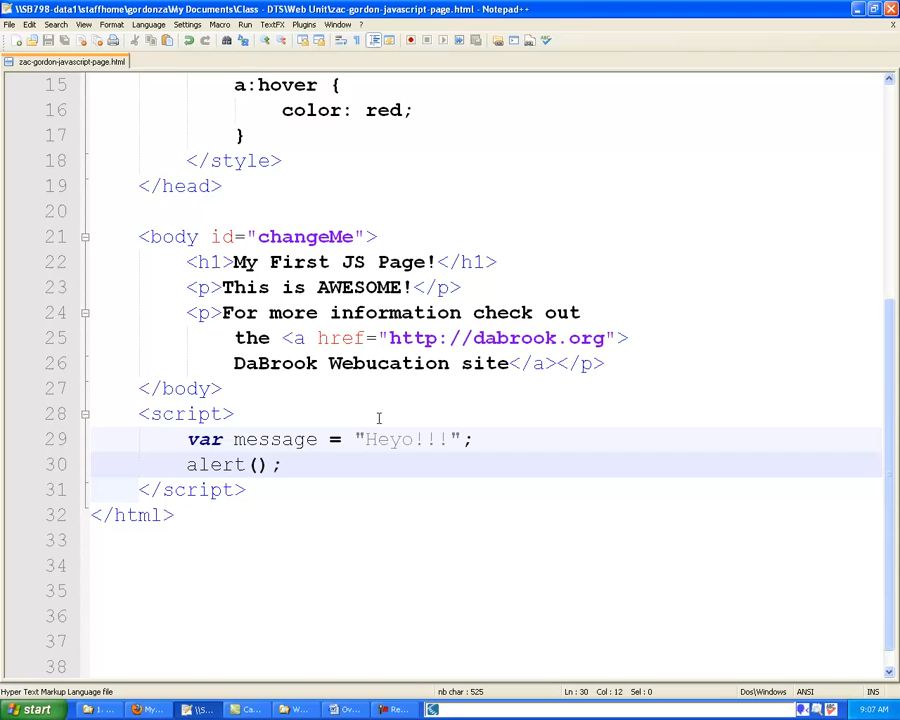 \\SB798-data1\staffhome\gordonza\My Documents\Class - DTS\Web Unit\zac-gordon-javascript-page.html - Notepad++
File Edit Search View Format Language Settings Macro Run TextFX Plugins Window ? X
zac-gordon-javascript-page.html
15 a:hover {
16 color: red;
17 }
18 </style>
19 </head>
20
21 <body id="changeMe">
22 <h1>My First JS Page!</h1>
23 <p>This is AWESOME!</p>
24 <p>For more information check out
25 the <a href="http://dabrook.org">
26 DaBrook Webucation site</a></p>
27 </body>
28 <script>
29 var message = "Heyo!!!";
30 alert();
31 </script>
32 </html>
33
34
35
36
37
38
Hyper Text Markup Language file nb char : 525 Ln : 30 Col : 12 Sel : 0 Dos\Windows ANSI INS
start 1. ... My... \\S... Ca... W... Ov... Re... 9:07 AM